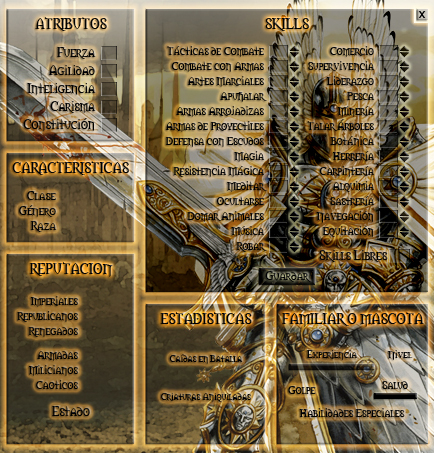 ATRIBUTOS
Fuerza
Agilidad
Inteligencia
Carisma
Constitución
CARACTERISTICAS
Clase
Género
Raza
REPUTACION
Imperiales
Republicanos
Renegados
Armadas
Milicianos
Caoticos
Estado
SKILLS
X
Tácticas de Combate
Combate con Armas
Artes Marciales
Apuñalar
Armas Arrojadizas
Armas de Proyectiles
Defensa con Escudos
Magia
Resistencia Mágica
Meditar
Ocultarse
Domar Animales
Música
Robar
Comercio
Supervivencia
Liderazgo
Pesca
Minería
Talar Árboles
Botánica
Herrería
Carpintería
Alquimia
Sastrería
Navegación
Equitación
Skills Libres
Guardar
ESTADISTICAS
Caidas en Batalla
Criaturas Aniquiladas
FAMILIAR O MASCOTA
Experiencia
Nivel
Golpe
Salud
Habilidades Especiales